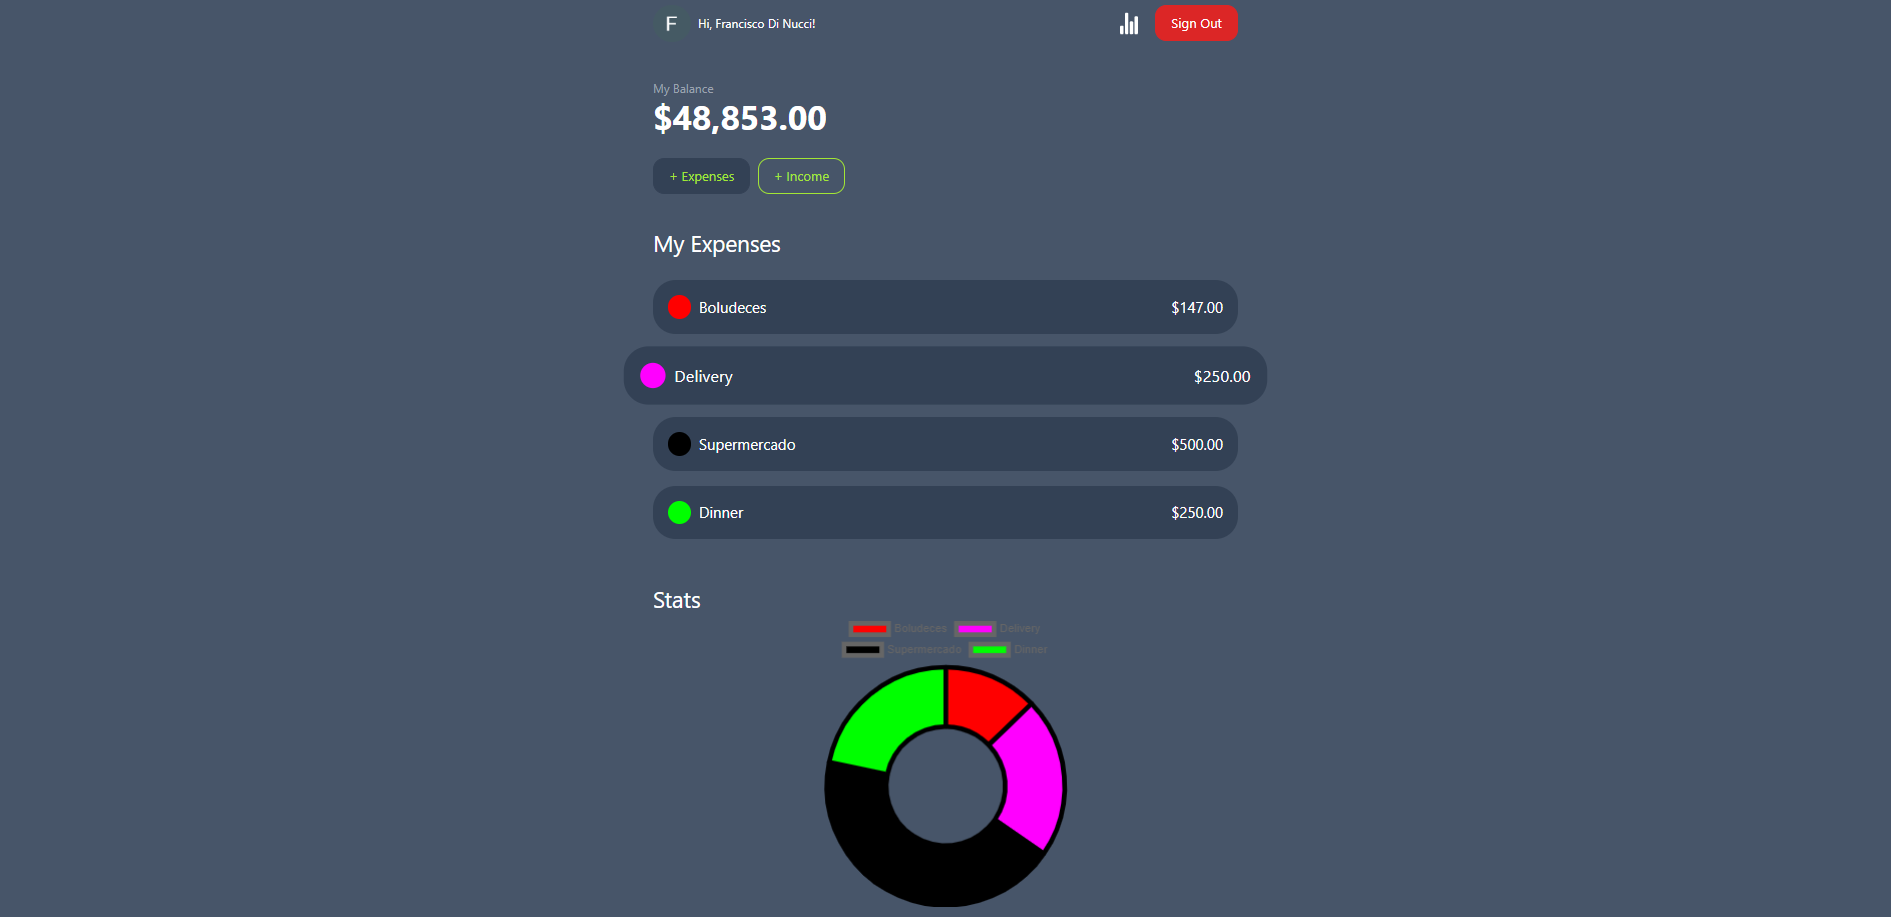 F Hi, Francisco Di Nucci! Sign Out
My Balance
$48,853.00
+ Expenses + Income
My Expenses
Boludeces $147.00
Delivery $250.00
Supermercado $500.00
Dinner $250.00
Stats
Boludeces Delivery
Supermercado Dinner